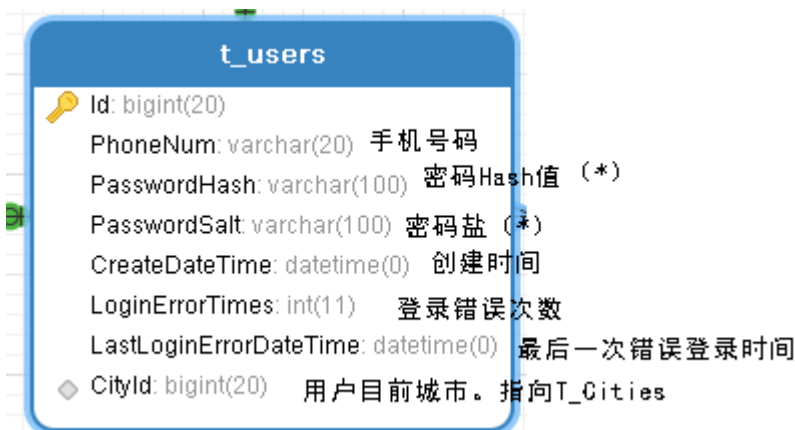 t_users
Id: bigint(20)
PhoneNum: varchar(20) 手机号码
PasswordHash: varchar(100) 密码Hash值 (*)
PasswordSalt: varchar(100) 密码盐 (*)
CreateDateTime: datetime(0) 创建时间
LoginErrorTimes: int(11) 登录错误次数
LastLoginErrorDateTime: datetime(0) 最后一次错误登录时间
CityId: bigint(20) 用户目前城市。指向T_Cities